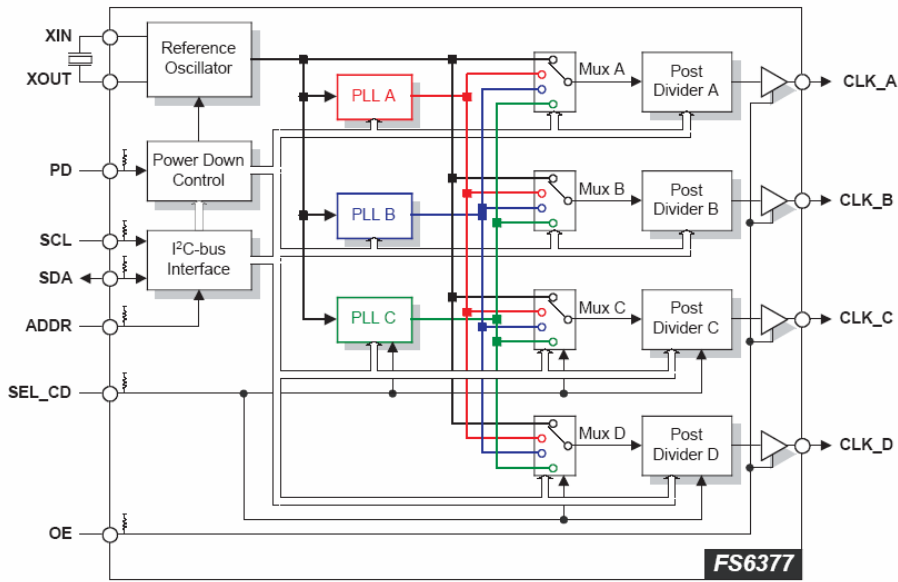 XIN
XOUT
Reference
Oscillator
PD
Power Down
Control
SCL
SDA
I²C-bus
Interface
ADDR
SEL_CD
OE
PLL A
PLL B
PLL C
Mux A
Post
Divider A
CLK_A
Mux B
Post
Divider B
CLK_B
Mux C
Post
Divider C
CLK_C
Mux D
Post
Divider D
CLK_D
FS6377